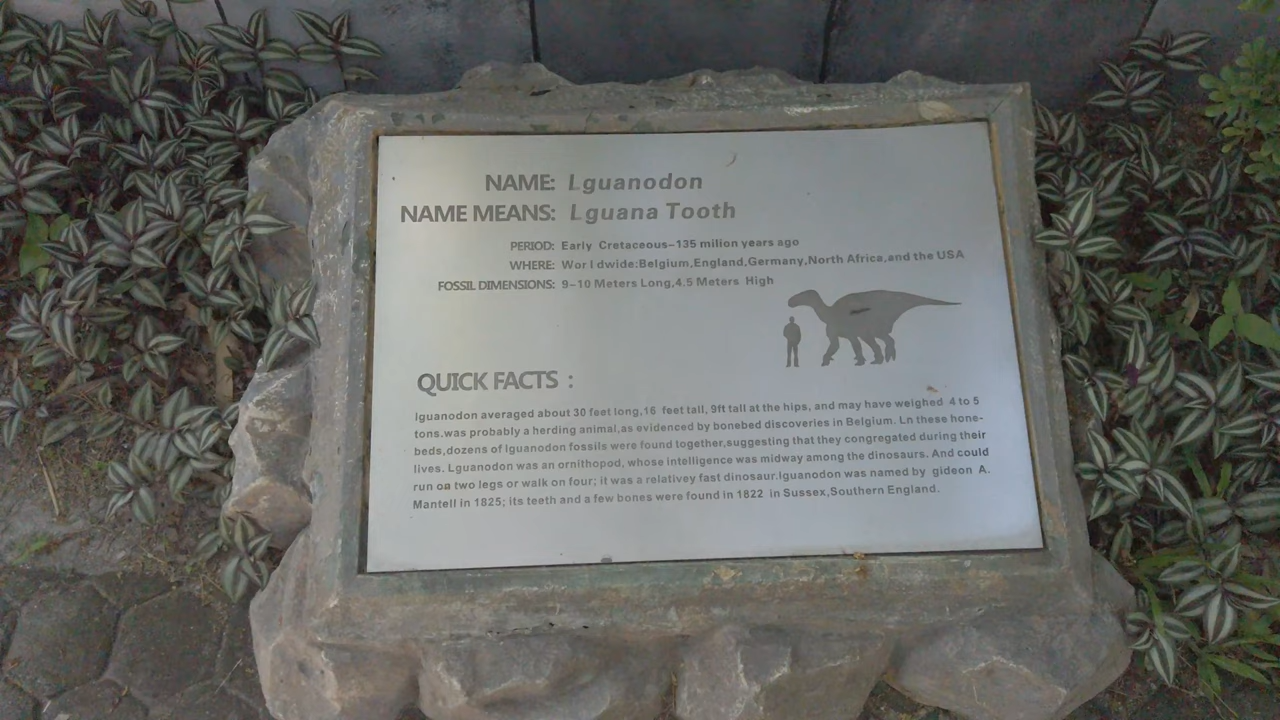 NAME: Lguanodon
NAME MEANS: Lguana Tooth
PERIOD: Early Cretaceous-135 milion years ago
WHERE: Wor l dwide:Belgium,England,Germany,North Africa,and the USA
FOSSIL DIMENSIONS: 9-10 Meters Long,4.5 Meters High
QUICK FACTS :
Iguanodon averaged about 30 feet long,16 feet tall, 9ft tall at the hips, and may have weighed 4 to 5
tons.was probably a herding animal,as evidenced by bonebed discoveries in Belgium. Ln these hone-
beds,dozens of Iguanodon fossils were found together,suggesting that they congregated during their
lives. Lguanodon was an ornithopod, whose intelligence was midway among the dinosaurs. And could
run on two legs or walk on four; it was a relativey fast dinosaur.Iguanodon was named by gideon A.
Mantell in 1825; its teeth and a few bones were found in 1822 in Sussex,Southern England.